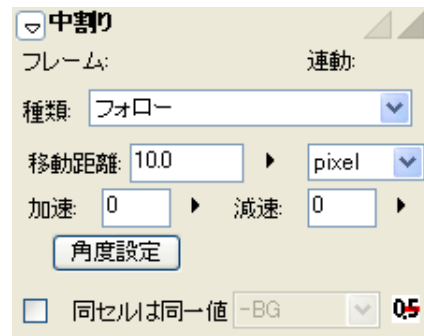 中割り
フレーム: 連動:
種類: フォロー
移動距離: 10.0 pixel
加速: 0 減速: 0
角度設定
同セルは同一値 -BG 0.5